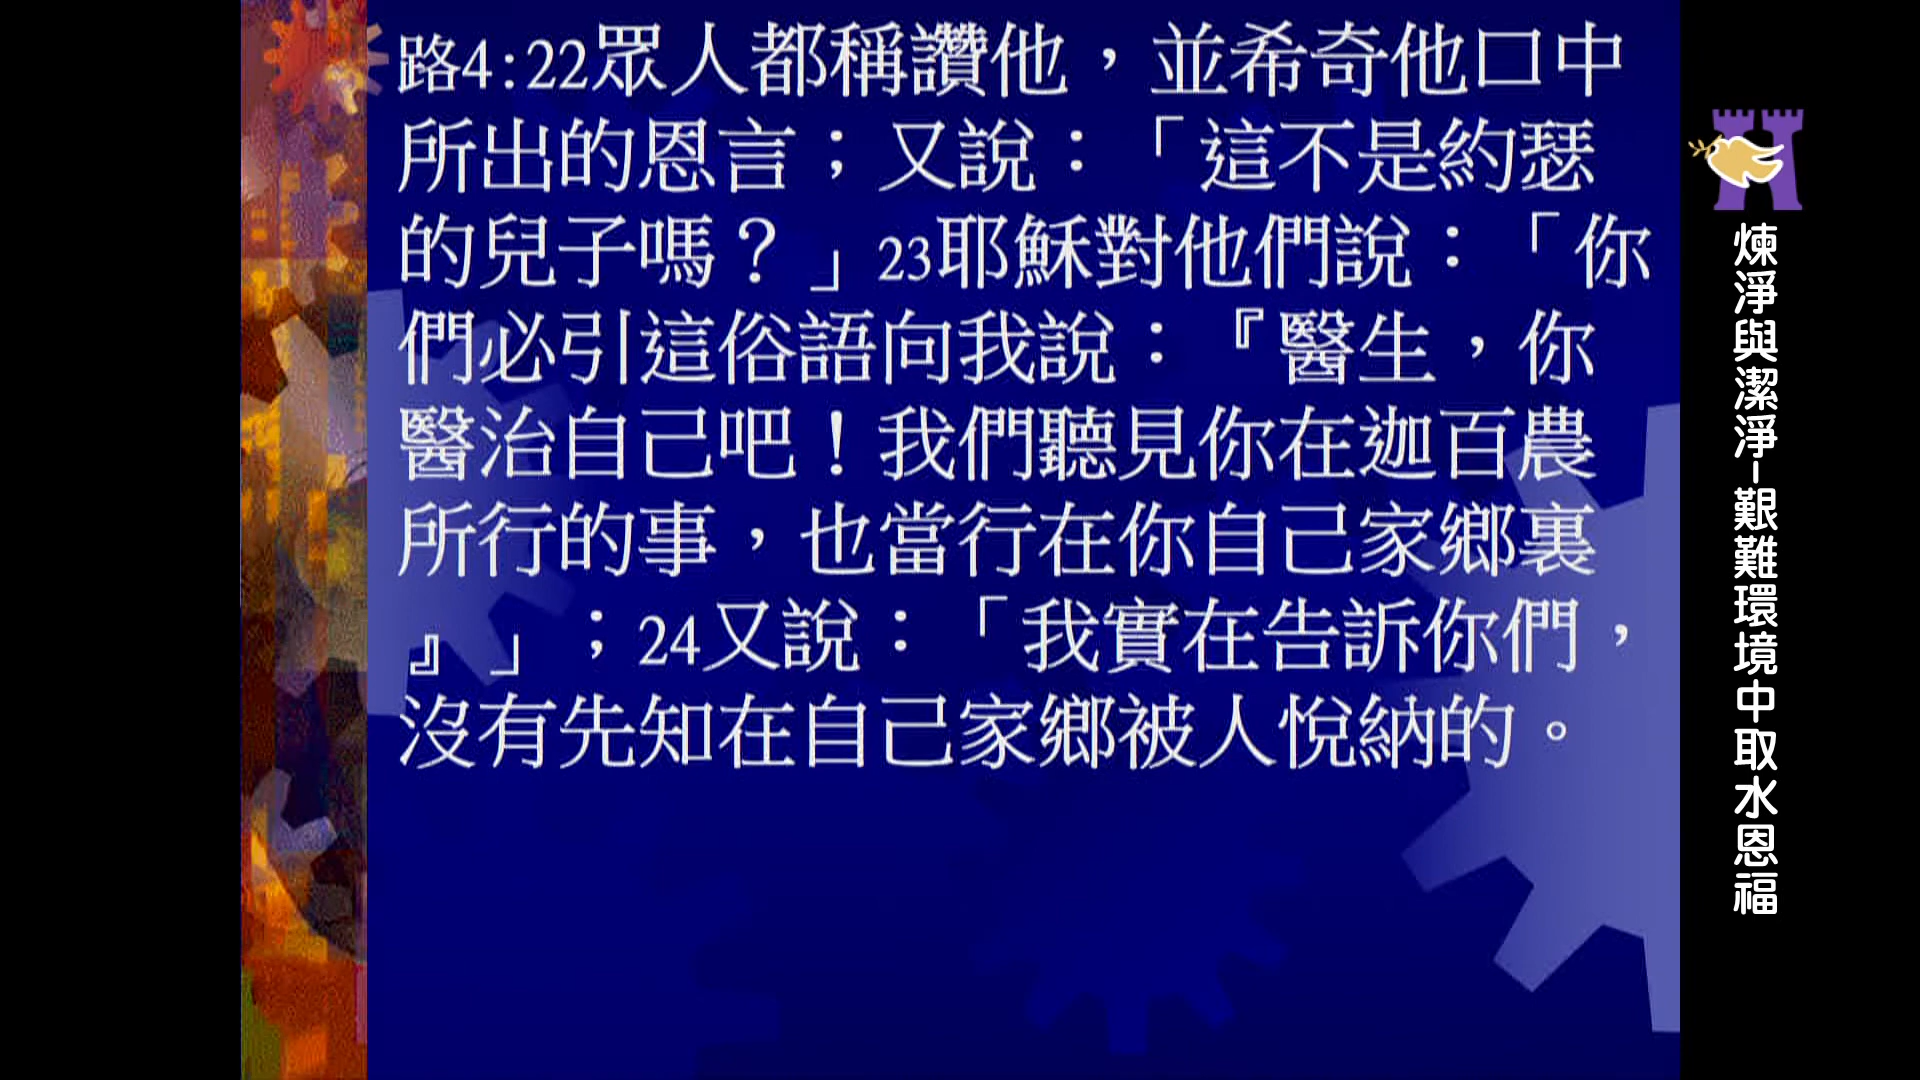 路4:22眾人都稱讚他，並希奇他口中
所出的恩言；又說：「這不是約瑟
的兒子嗎？」23耶穌對他們說：「你
們必引這俗語向我說：『醫生，你
醫治自己吧！我們聽見你在迦百農
所行的事，也當行在你自己家鄉裏
』」；24又說：「我實在告訴你們，
沒有先知在自己家鄉被人悅納的。
煉淨與潔淨-艱難環境中取水恩福